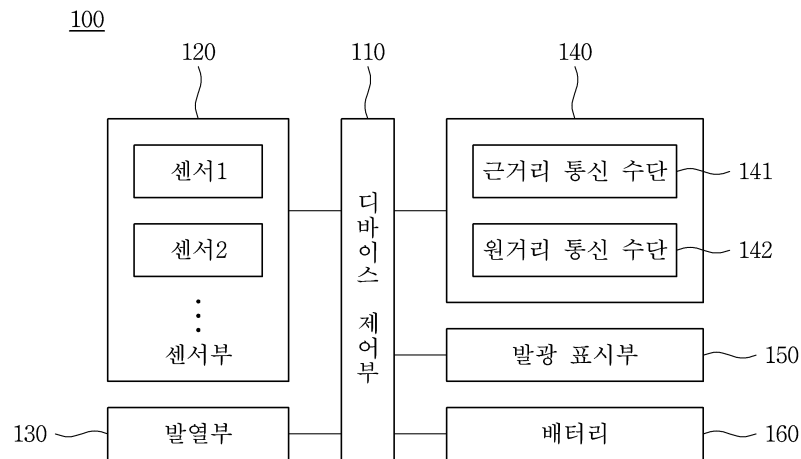 100
120
110
140
센서1
센서2
센서부
디바이스 제어부
근거리 통신 수단
141
원거리 통신 수단
142
발광 표시부
150
130
발열부
배터리
160